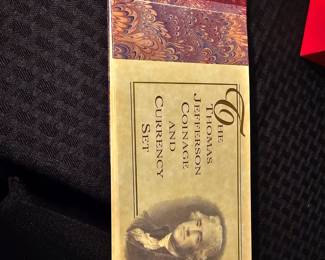 THE
THOMAS
JEFFERSON
COINAGE
AND
CURRENCY
SET